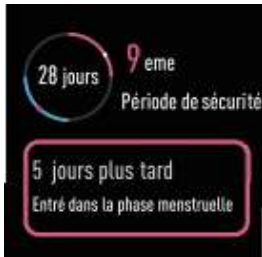 28 jours
9 eme
Période de sécurité
5 jours plus tard
Entré dans la phase menstruelle